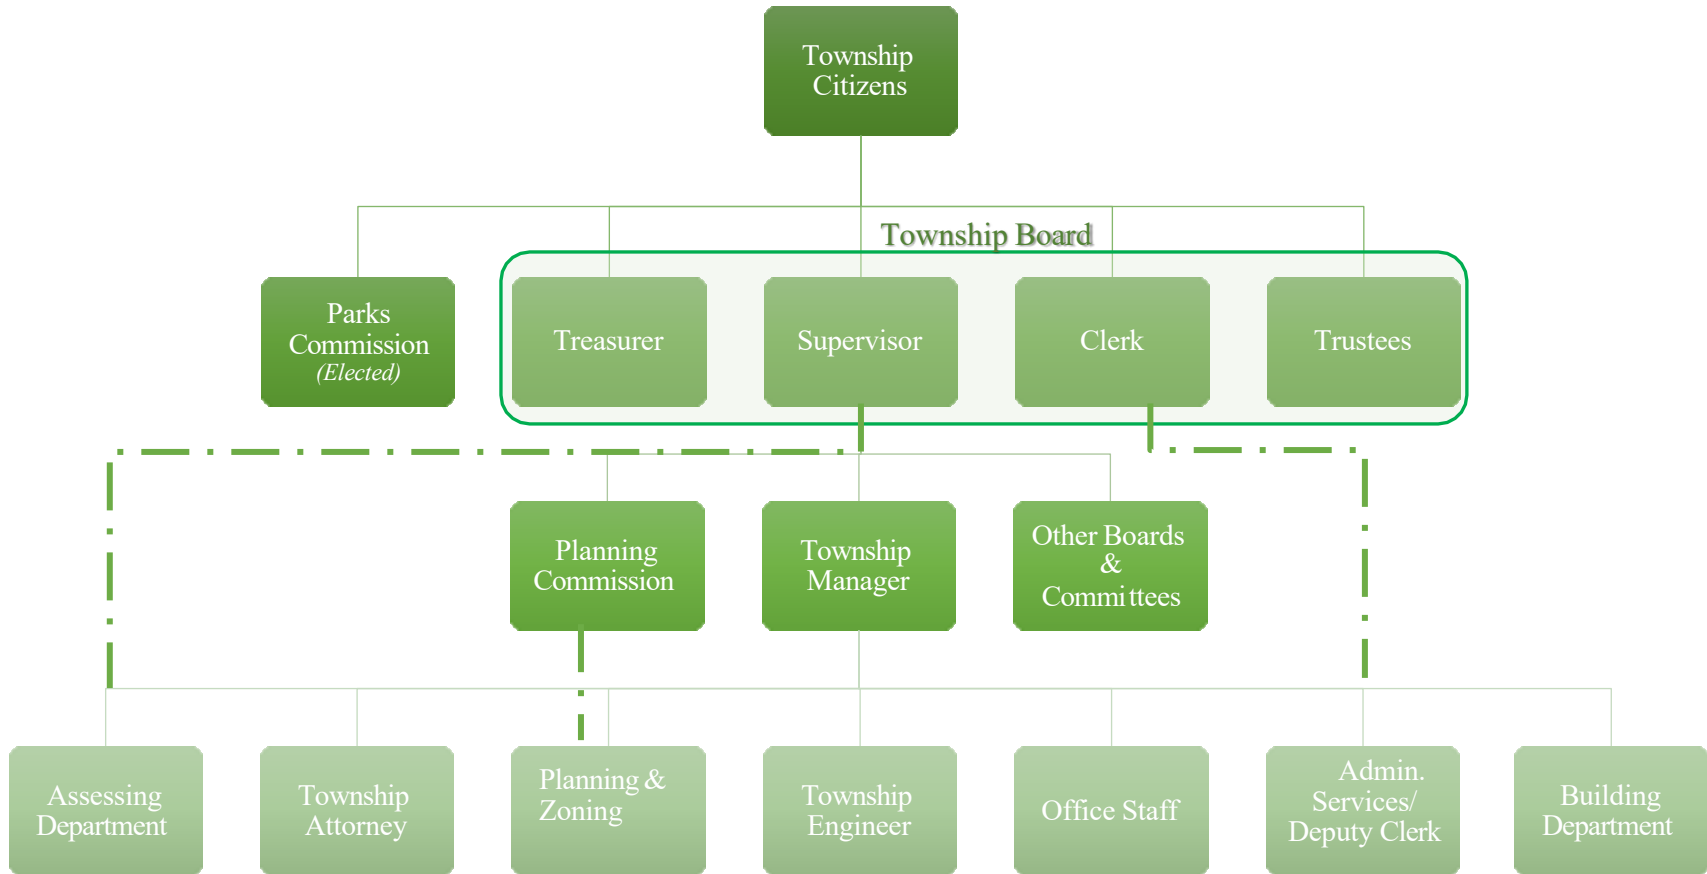 Township
Citizens
Township Board
Parks
Commission
(Elected)
Treasurer
Supervisor
Clerk
Trustees
Planning
Commission
Township
Manager
Other Boards
&
Committees
Assessing
Department
Township
Attorney
Planning &
Zoning
Township
Engineer
Office Staff
Admin.
Services/
Deputy Clerk
Building
Department